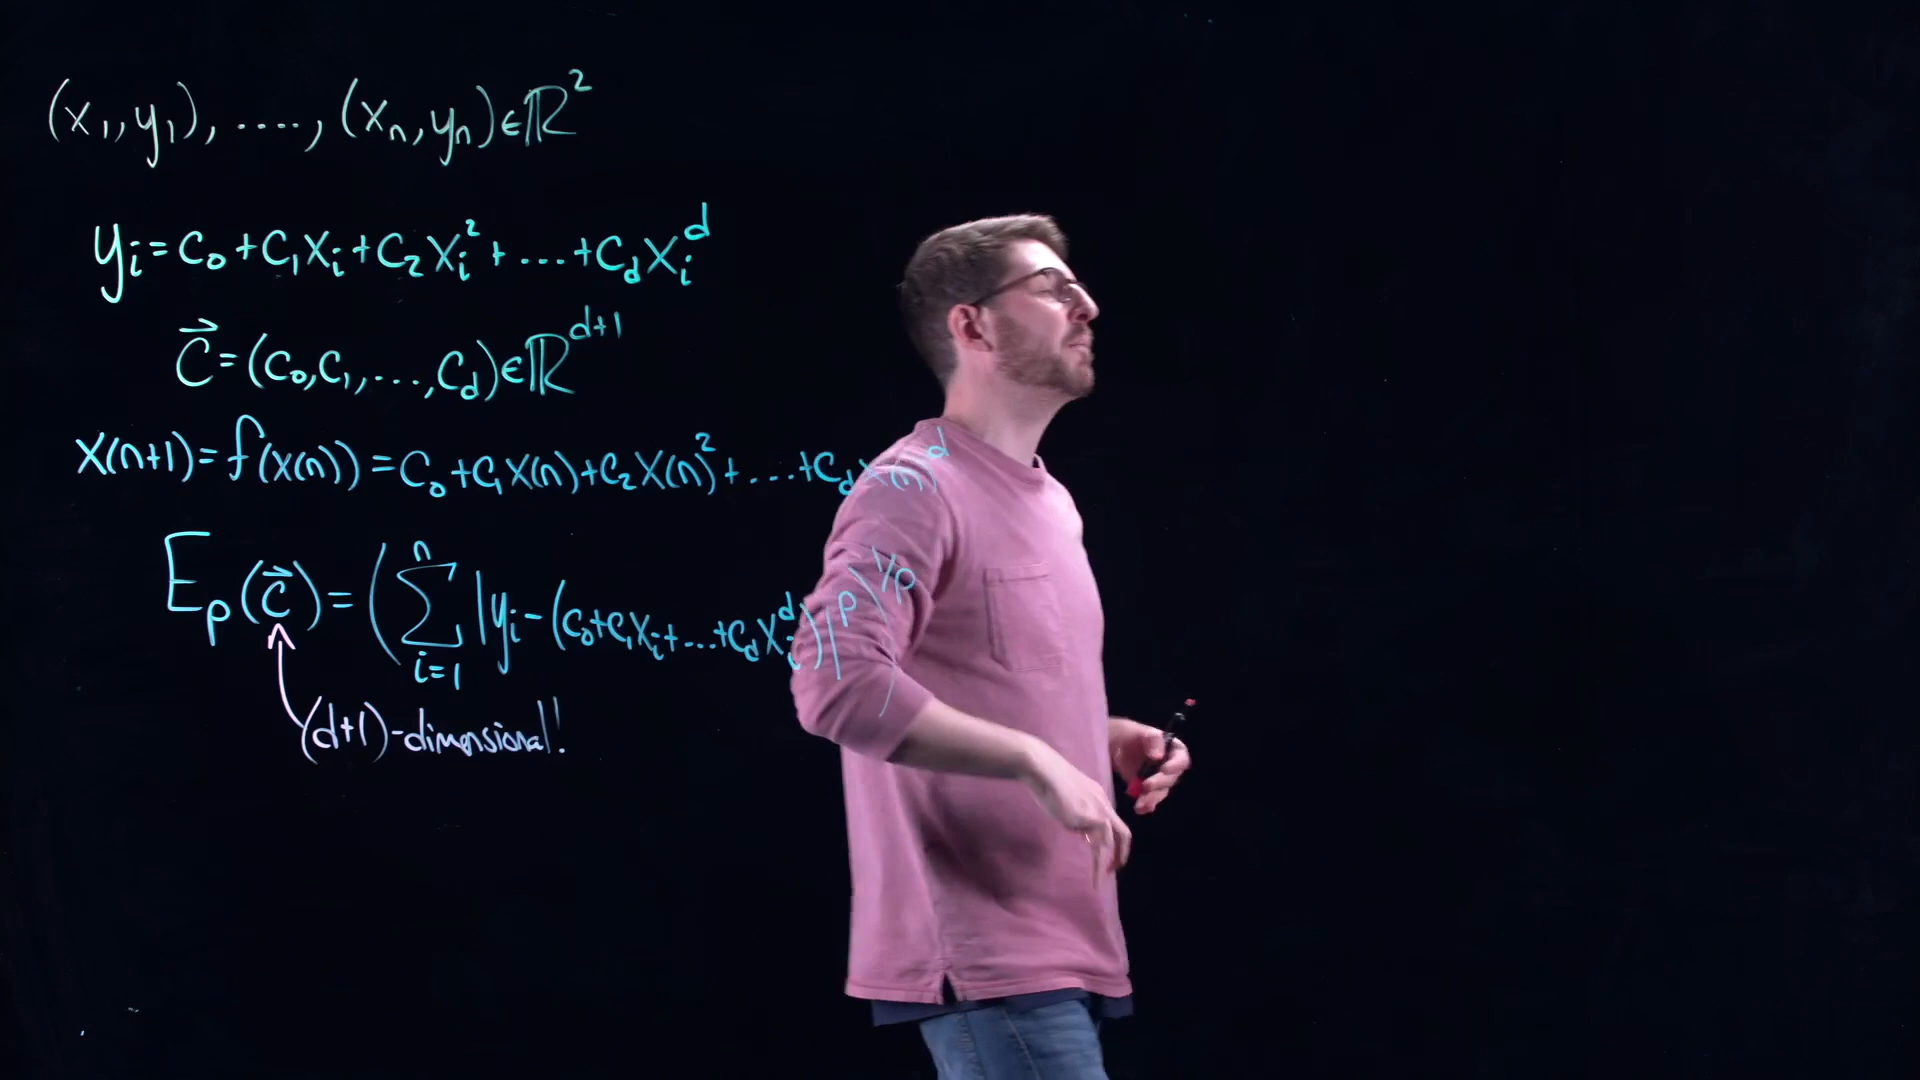 (x₁,y₁), ...., (xₙ,yₙ)∈ℝ²
yᵢ=c₀+c₁xᵢ+c₂xᵢ²+...+c_d xᵢ^d
c⃗=(c₀,c₁,...,c_d)∈ℝ^{d+1}
x(n+1)=f(x(n))=c₀+c₁x(n)+c₂x(n)²+...+c_d x(n)^d
E_p(c⃗)=(∑_{i=1}^{n}|yᵢ-(c₀+c₁xᵢ+...+c_d xᵢ^d)|^p)^{1/p}
(d+1)-dimensional!